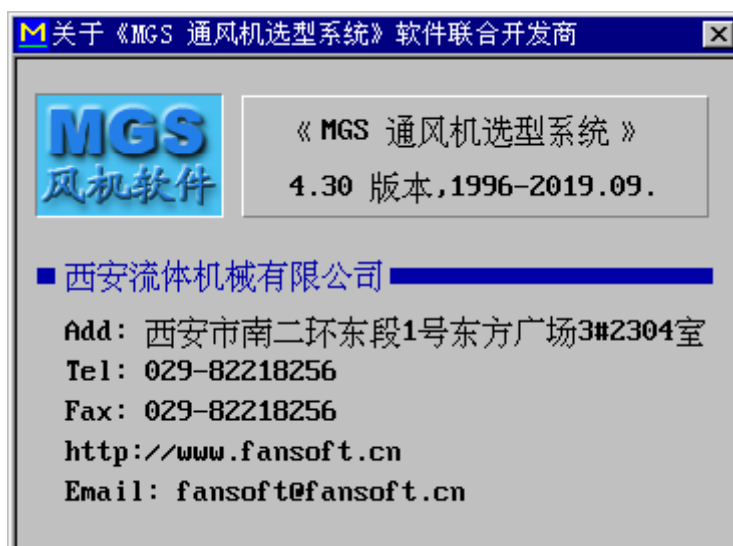 关于《MGS 通风机选型系统》软件联合开发商
MGS
风机软件
《 MGS 通风机选型系统 》
4.30 版本,1996-2019.09.
西安流体机械有限公司
Add: 西安市南二环东段1号东方广场3#2304室
Tel: 029-82218256
Fax: 029-82218256
http://www.fansoft.cn
Email: fansoft@fansoft.cn